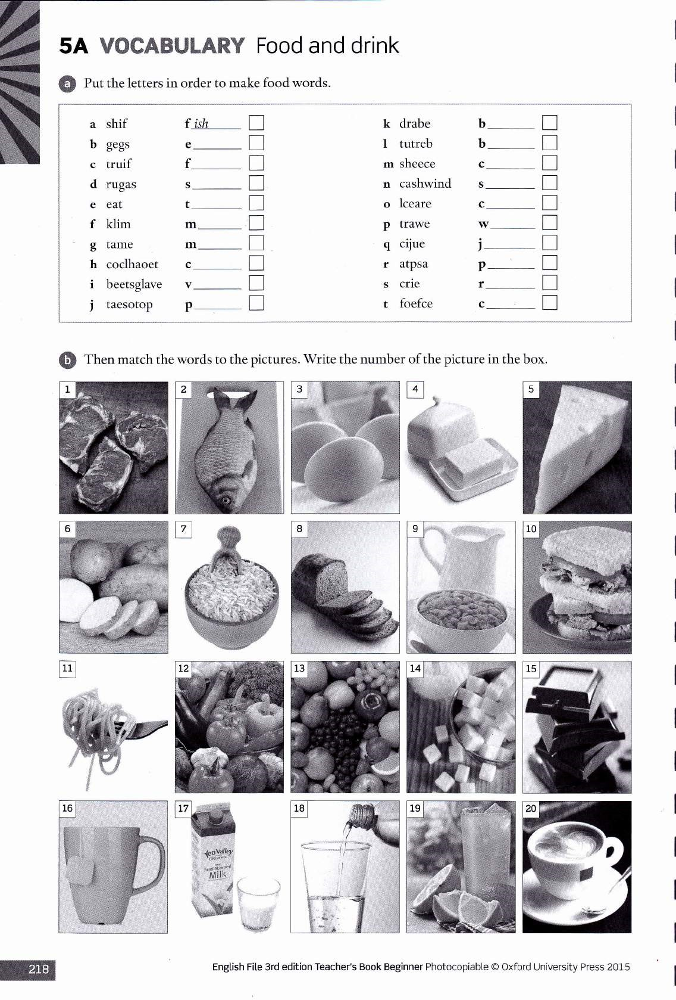 5A VOCABULARY Food and drink
a Put the letters in order to make food words.
a shif f ish
b gegs e
c truif f
d rugas s
e eat t
f klim m
g tame m
h coclhaoet c
i beetsglave v
j taesotop p
k drabe b
l tutreb b
m sheece c
n cashwind s
o lceare c
p trawe w
q cijue j
r atpsa p
s crie r
t foefce c
b Then match the words to the pictures. Write the number of the picture in the box.
1
2
3
4
5
6
7
8
9
10
11
12
13
14
15
16
17
Yeo Valley
ORGANIC
Semi-Skimmed
Milk
18
19
20
218
English File 3rd edition Teacher's Book Beginner Photocopiable © Oxford University Press 2015